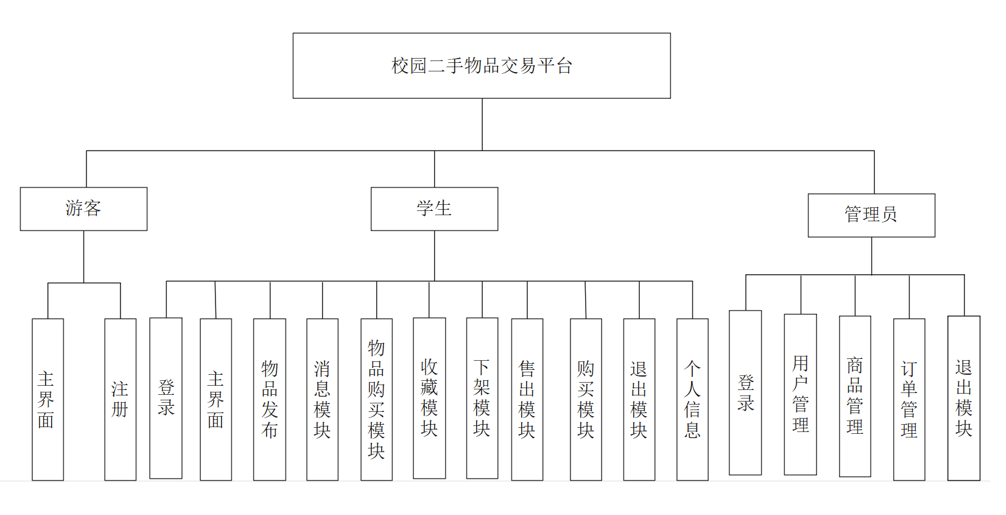 校园二手物品交易平台
游客
学生
管理员
主界面
注册
登录
主界面
物品发布
消息模块
物品购买模块
收藏模块
下架模块
售出模块
购买模块
退出模块
个人信息
登录
用户管理
商品管理
订单管理
退出模块